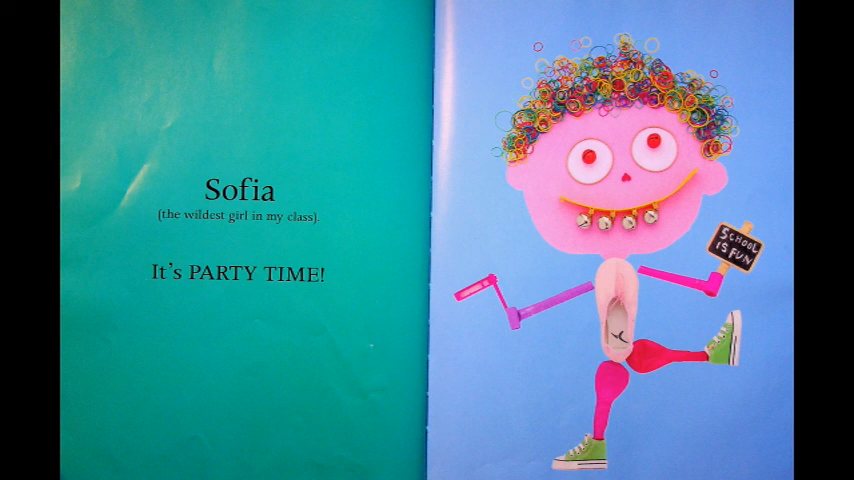 Sofia
(the wildest girl in my class).
It's PARTY TIME!
SCHOOL
IS FUN